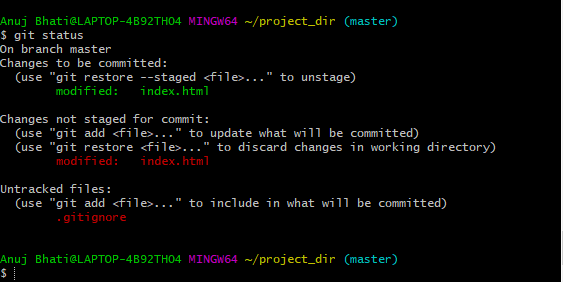 Anuj Bhati@LAPTOP-4B92TH04 MINGW64 ~/project_dir (master)
$ git status
On branch master
Changes to be committed:
  (use "git restore --staged <file>..." to unstage)
        modified:   index.html

Changes not staged for commit:
  (use "git add <file>..." to update what will be committed)
  (use "git restore <file>..." to discard changes in working directory)
        modified:   index.html

Untracked files:
  (use "git add <file>..." to include in what will be committed)
        .gitignore

Anuj Bhati@LAPTOP-4B92TH04 MINGW64 ~/project_dir (master)
$